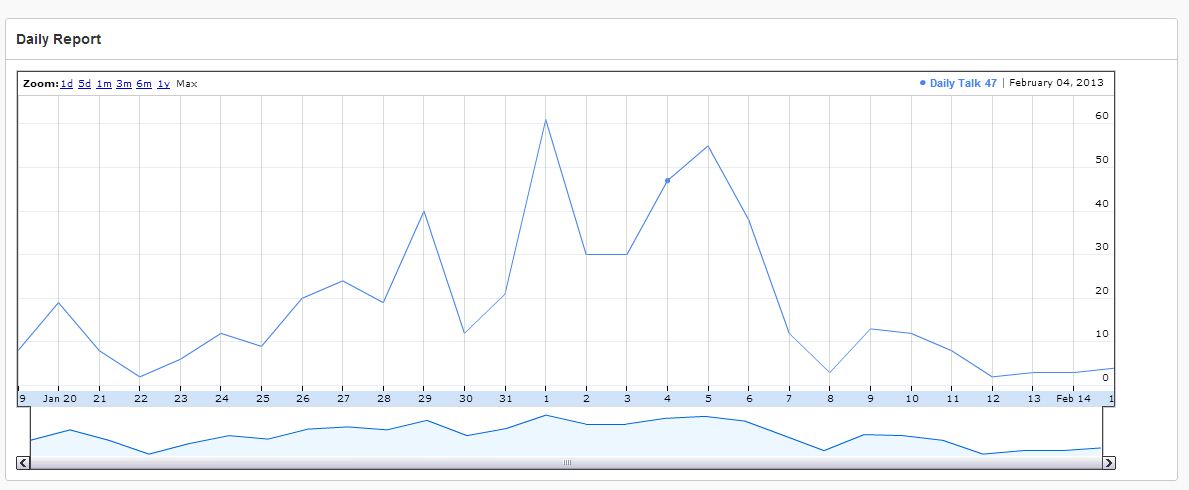 Daily Report
Zoom: 1d 5d 1m 3m 6m 1y Max
Daily Talk 47 | February 04, 2013
60
50
40
30
20
10
0
9 Jan 20 21 22 23 24 25 26 27 28 29 30 31 1 2 3 4 5 6 7 8 9 10 11 12 13 Feb 14 1